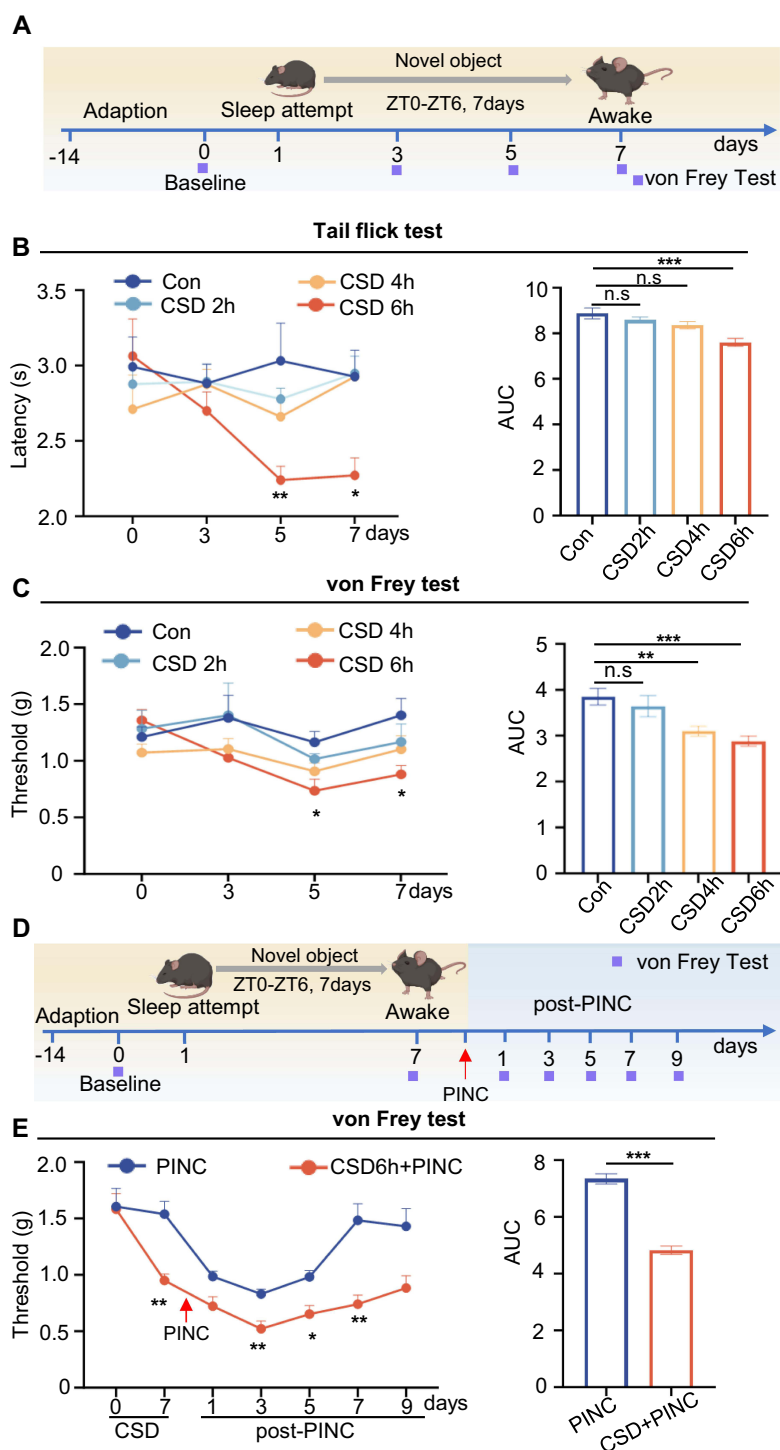 A
Novel object
Adaption
Sleep attempt
ZT0-ZT6, 7days
Awake
-14
0
1
3
5
7
days
Baseline
von Frey Test
B
Tail flick test
Con
CSD 4h
CSD 2h
CSD 6h
3.5
3.0
2.5
2.0
Latency (s)
** *
0 3 5 7 days
***
n.s
n.s
10
8
6
4
2
0
AUC
Con
CSD2h
CSD4h
CSD6h
C
von Frey test
Con
CSD 4h
CSD 2h
CSD 6h
2.0
1.5
1.0
0.5
0
Threshold (g)
* *
0 3 5 7 days
***
**
n.s
5
4
3
2
1
0
AUC
Con
CSD2h
CSD4h
CSD6h
D
Novel object
ZT0-ZT6, 7days
von Frey Test
Adaption
Sleep attempt
Awake
post-PINC
-14 0 1 7 1 3 5 7 9
days
Baseline
PINC
E
von Frey test
PINC
CSD6h+PINC
2.0
1.5
1.0
0.5
0
Threshold (g)
**
PINC
** * **
0 7 1 3 5 7 9 days
CSD
post-PINC
***
8
6
4
2
0
AUC
PINC
CSD+PINC